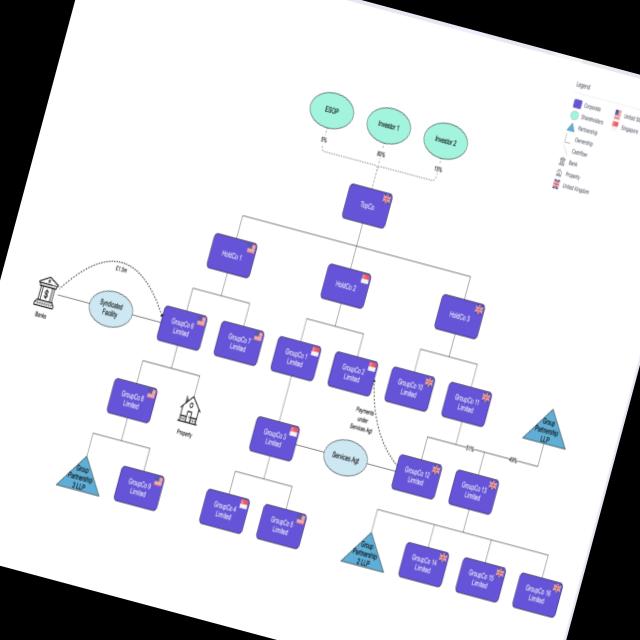 Legend
Corporate
Shareholders
Partnership
Ownership
Cashflow
Bank
Property
United Kingdom
United
Singapore
ESOP
Investor 1
Investor 2
5%
80%
15%
TopCo
HoldCo 1
HoldCo 2
HoldCo 3
£1.5m
Banks
Syndicated
Facility
GroupCo 6
Limited
GroupCo 7
Limited
GroupCo 1
Limited
GroupCo 2
Limited
GroupCo 10
Limited
GroupCo 11
Limited
GroupCo 8
Limited
Property
Payments
under
Services Agt
Group
Partnership
LLP
GroupCo 3
Limited
Services Agt
51%
49%
GroupCo 12
Limited
GroupCo 13
Limited
Group
Partnership
3 LLP
GroupCo 9
Limited
GroupCo 4
Limited
GroupCo 5
Limited
Group
Partnership
2 LLP
GroupCo 14
Limited
GroupCo 15
Limited
GroupCo 16
Limited